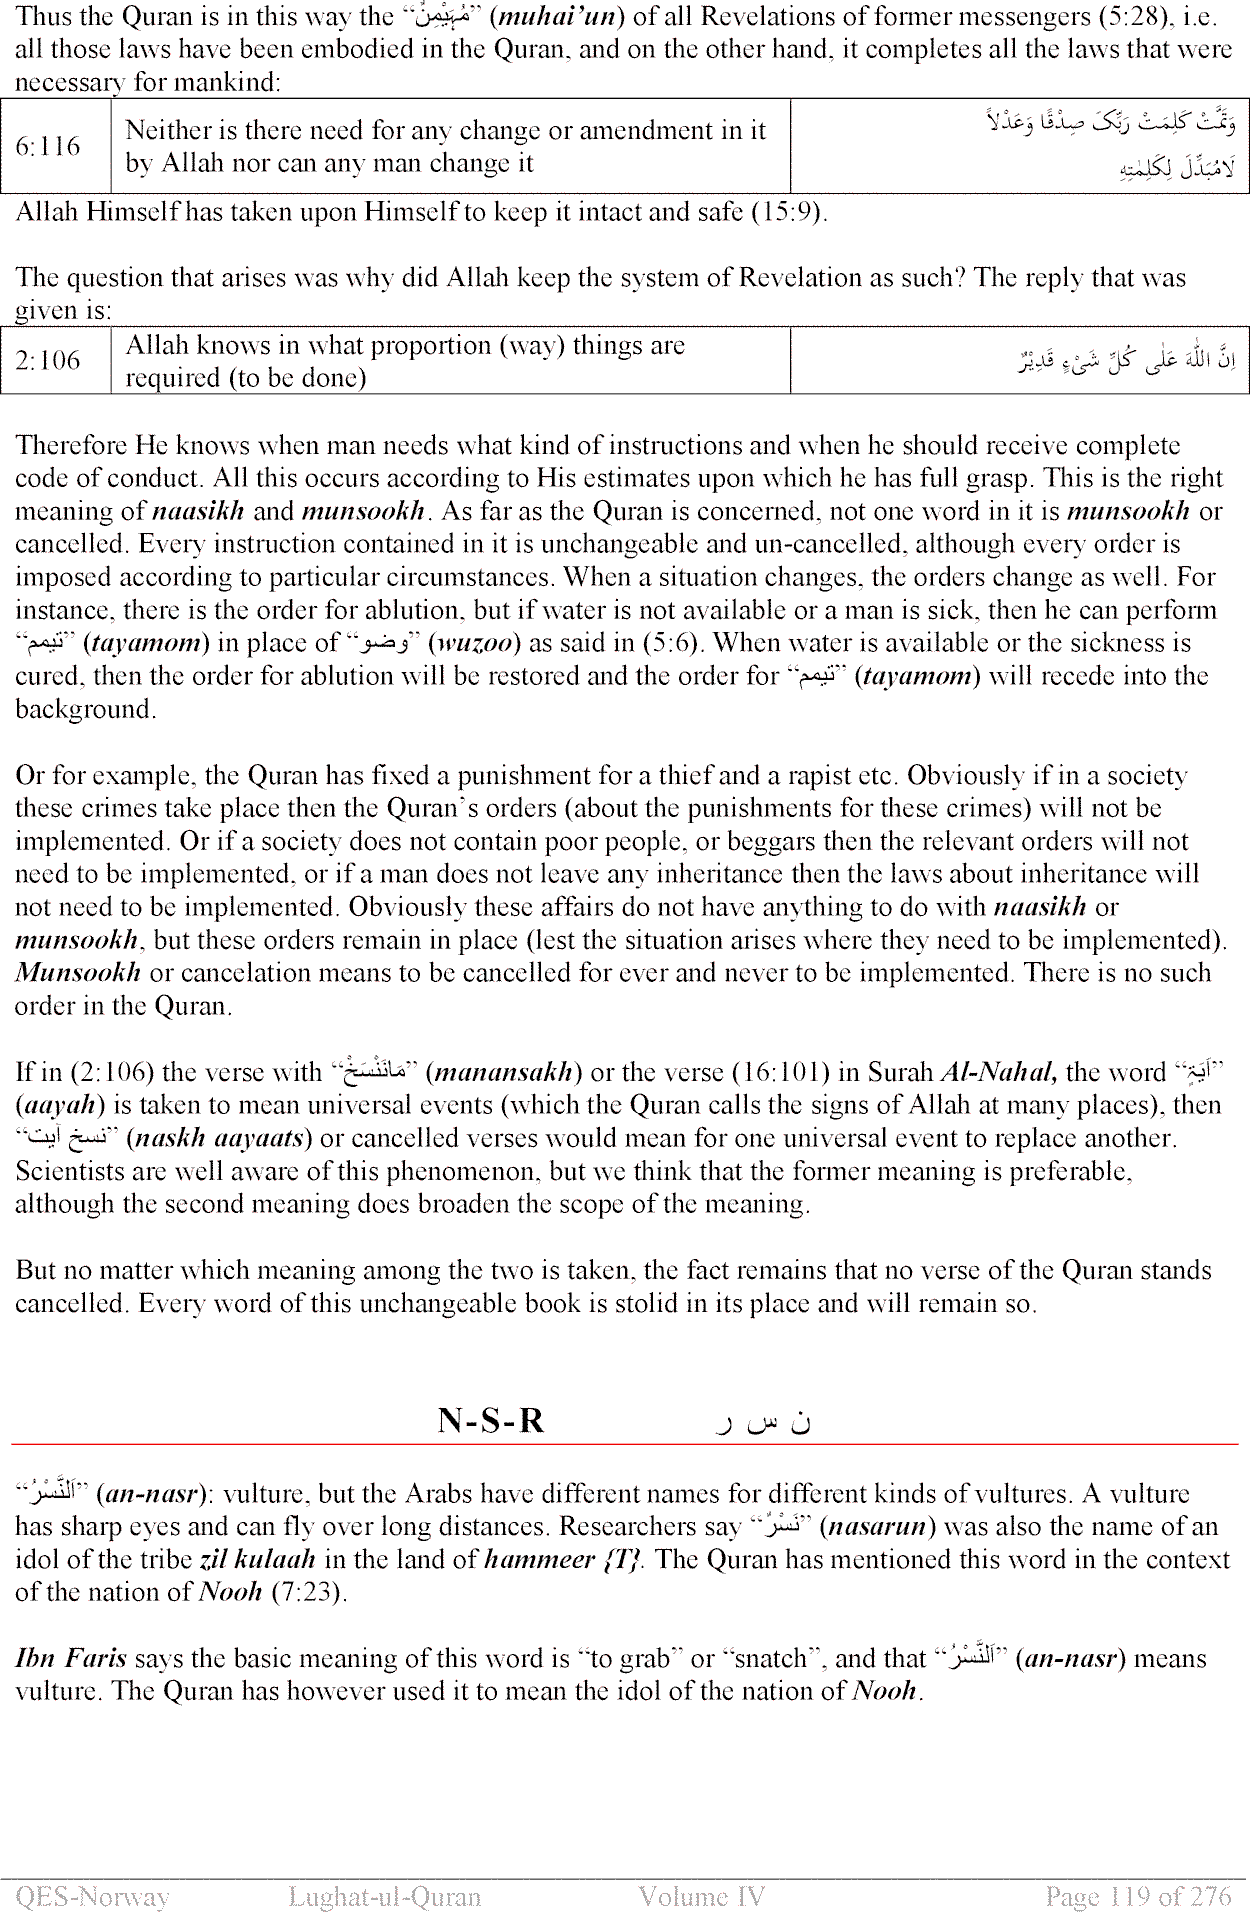 Thus the Quran is in this way the “مُہَیْمِنٌ” (muhai’un) of all Revelations of former messengers (5:28), i.e.
all those laws have been embodied in the Quran, and on the other hand, it completes all the laws that were
necessary for mankind:
6:116
Neither is there need for any change or amendment in it
by Allah nor can any man change it
وَتَمَّتْ کَلِمَتُ رَبِّکَ صِدْقًا وَعَدْلاً
لَامُبَدِّلَ لِکَلِمٰتِہِ
Allah Himself has taken upon Himself to keep it intact and safe (15:9).
The question that arises was why did Allah keep the system of Revelation as such? The reply that was
given is:
2:106
Allah knows in what proportion (way) things are
required (to be done)
اِنَّ اللّٰہَ عَلٰی کُلِّ شَیْءٍ قَدِیْرٌ
Therefore He knows when man needs what kind of instructions and when he should receive complete
code of conduct. All this occurs according to His estimates upon which he has full grasp. This is the right
meaning of naasikh and munsookh. As far as the Quran is concerned, not one word in it is munsookh or
cancelled. Every instruction contained in it is unchangeable and un-cancelled, although every order is
imposed according to particular circumstances. When a situation changes, the orders change as well. For
instance, there is the order for ablution, but if water is not available or a man is sick, then he can perform
“تیمم” (tayamom) in place of “وضو” (wuzoo) as said in (5:6). When water is available or the sickness is
cured, then the order for ablution will be restored and the order for “تیمم” (tayamom) will recede into the
background.
Or for example, the Quran has fixed a punishment for a thief and a rapist etc. Obviously if in a society
these crimes take place then the Quran’s orders (about the punishments for these crimes) will not be
implemented. Or if a society does not contain poor people, or beggars then the relevant orders will not
need to be implemented, or if a man does not leave any inheritance then the laws about inheritance will
not need to be implemented. Obviously these affairs do not have anything to do with naasikh or
munsookh, but these orders remain in place (lest the situation arises where they need to be implemented).
Munsookh or cancelation means to be cancelled for ever and never to be implemented. There is no such
order in the Quran.
If in (2:106) the verse with “مَانَنْسَخْ” (manansakh) or the verse (16:101) in Surah Al-Nahal, the word “آیَۃٍ”
(aayah) is taken to mean universal events (which the Quran calls the signs of Allah at many places), then
“نسخ آیت” (naskh aayaats) or cancelled verses would mean for one universal event to replace another.
Scientists are well aware of this phenomenon, but we think that the former meaning is preferable,
although the second meaning does broaden the scope of the meaning.
But no matter which meaning among the two is taken, the fact remains that no verse of the Quran stands
cancelled. Every word of this unchangeable book is stolid in its place and will remain so.
N-S-R ن س ر
“اَلنَّسْرُ” (an-nasr): vulture, but the Arabs have different names for different kinds of vultures. A vulture
has sharp eyes and can fly over long distances. Researchers say “نَسْرٌ” (nasarun) was also the name of an
idol of the tribe zil kulaah in the land of hammeer {T}. The Quran has mentioned this word in the context
of the nation of Nooh (7:23).
Ibn Faris says the basic meaning of this word is “to grab” or “snatch”, and that “اَلنَّسْرُ” (an-nasr) means
vulture. The Quran has however used it to mean the idol of the nation of Nooh.
QES-Norway Lughat-ul-Quran Volume IV Page 119 of 276